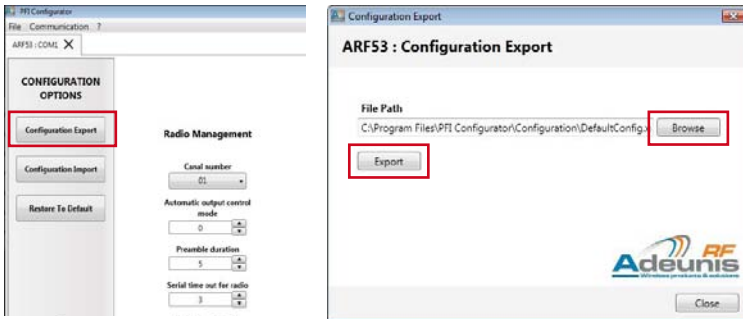 PFI Configurator
File Communication ?
ARF53 : COM1 X
CONFIGURATION
OPTIONS
Configuration Export
Configuration Import
Restore To Default
Radio Management
Canal number
01
Automatic output control
mode
0
Preamble duration
5
Serial time out for radio
3
Configuration Export
ARF53 : Configuration Export
File Path
C:\Program Files\PFI Configurator\Configuration\DefaultConfig.x
Browse
Export
Adeunis RF
Wireless products & solutions
Close